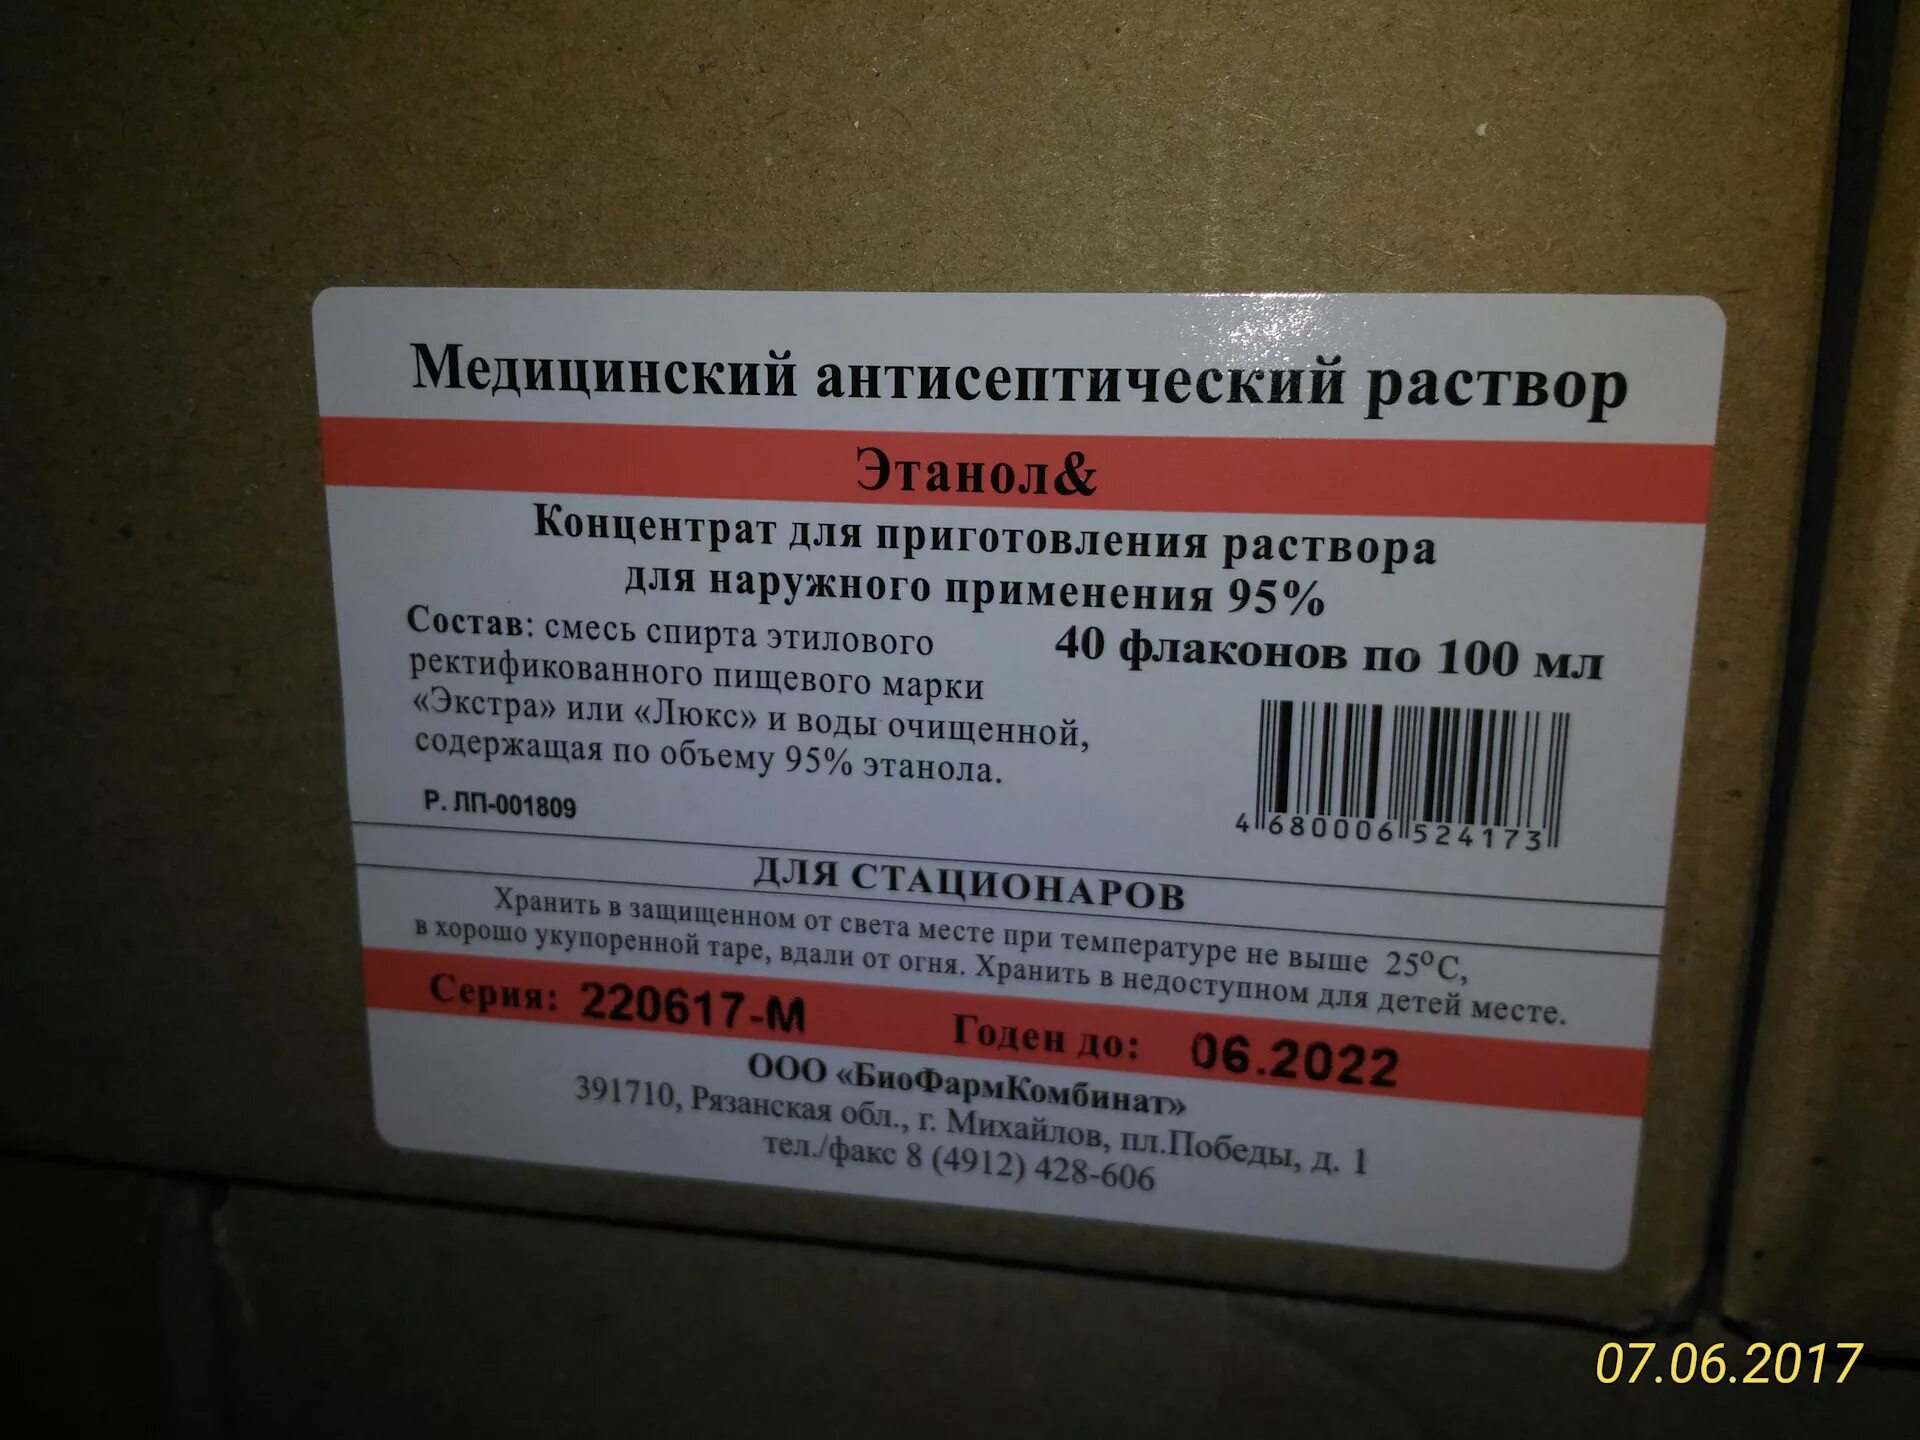 Медицинский антисептический раствор
Этанол&
Концентрат для приготовления раствора
для наружного применения 95%
Состав: смесь спирта этилового
ректификованного пищевого марки
«Экстра» или «Люкс» и воды очищенной,
содержащая по объему 95% этанола.
40 флаконов по 100 мл
Р. ЛП-001809
4 680006 524173
ДЛЯ СТАЦИОНАРОВ
Хранить в защищенном от света месте при температуре не выше 25°С,
в хорошо укупоренной таре, вдали от огня. Хранить в недоступном для детей месте.
Серия: 220617-М Годен до: 06.2022
ООО «БиоФармКомбинат»
391710, Рязанская обл., г. Михайлов, пл.Победы, д. 1
тел./факс 8 (4912) 428-606
07.06.2017